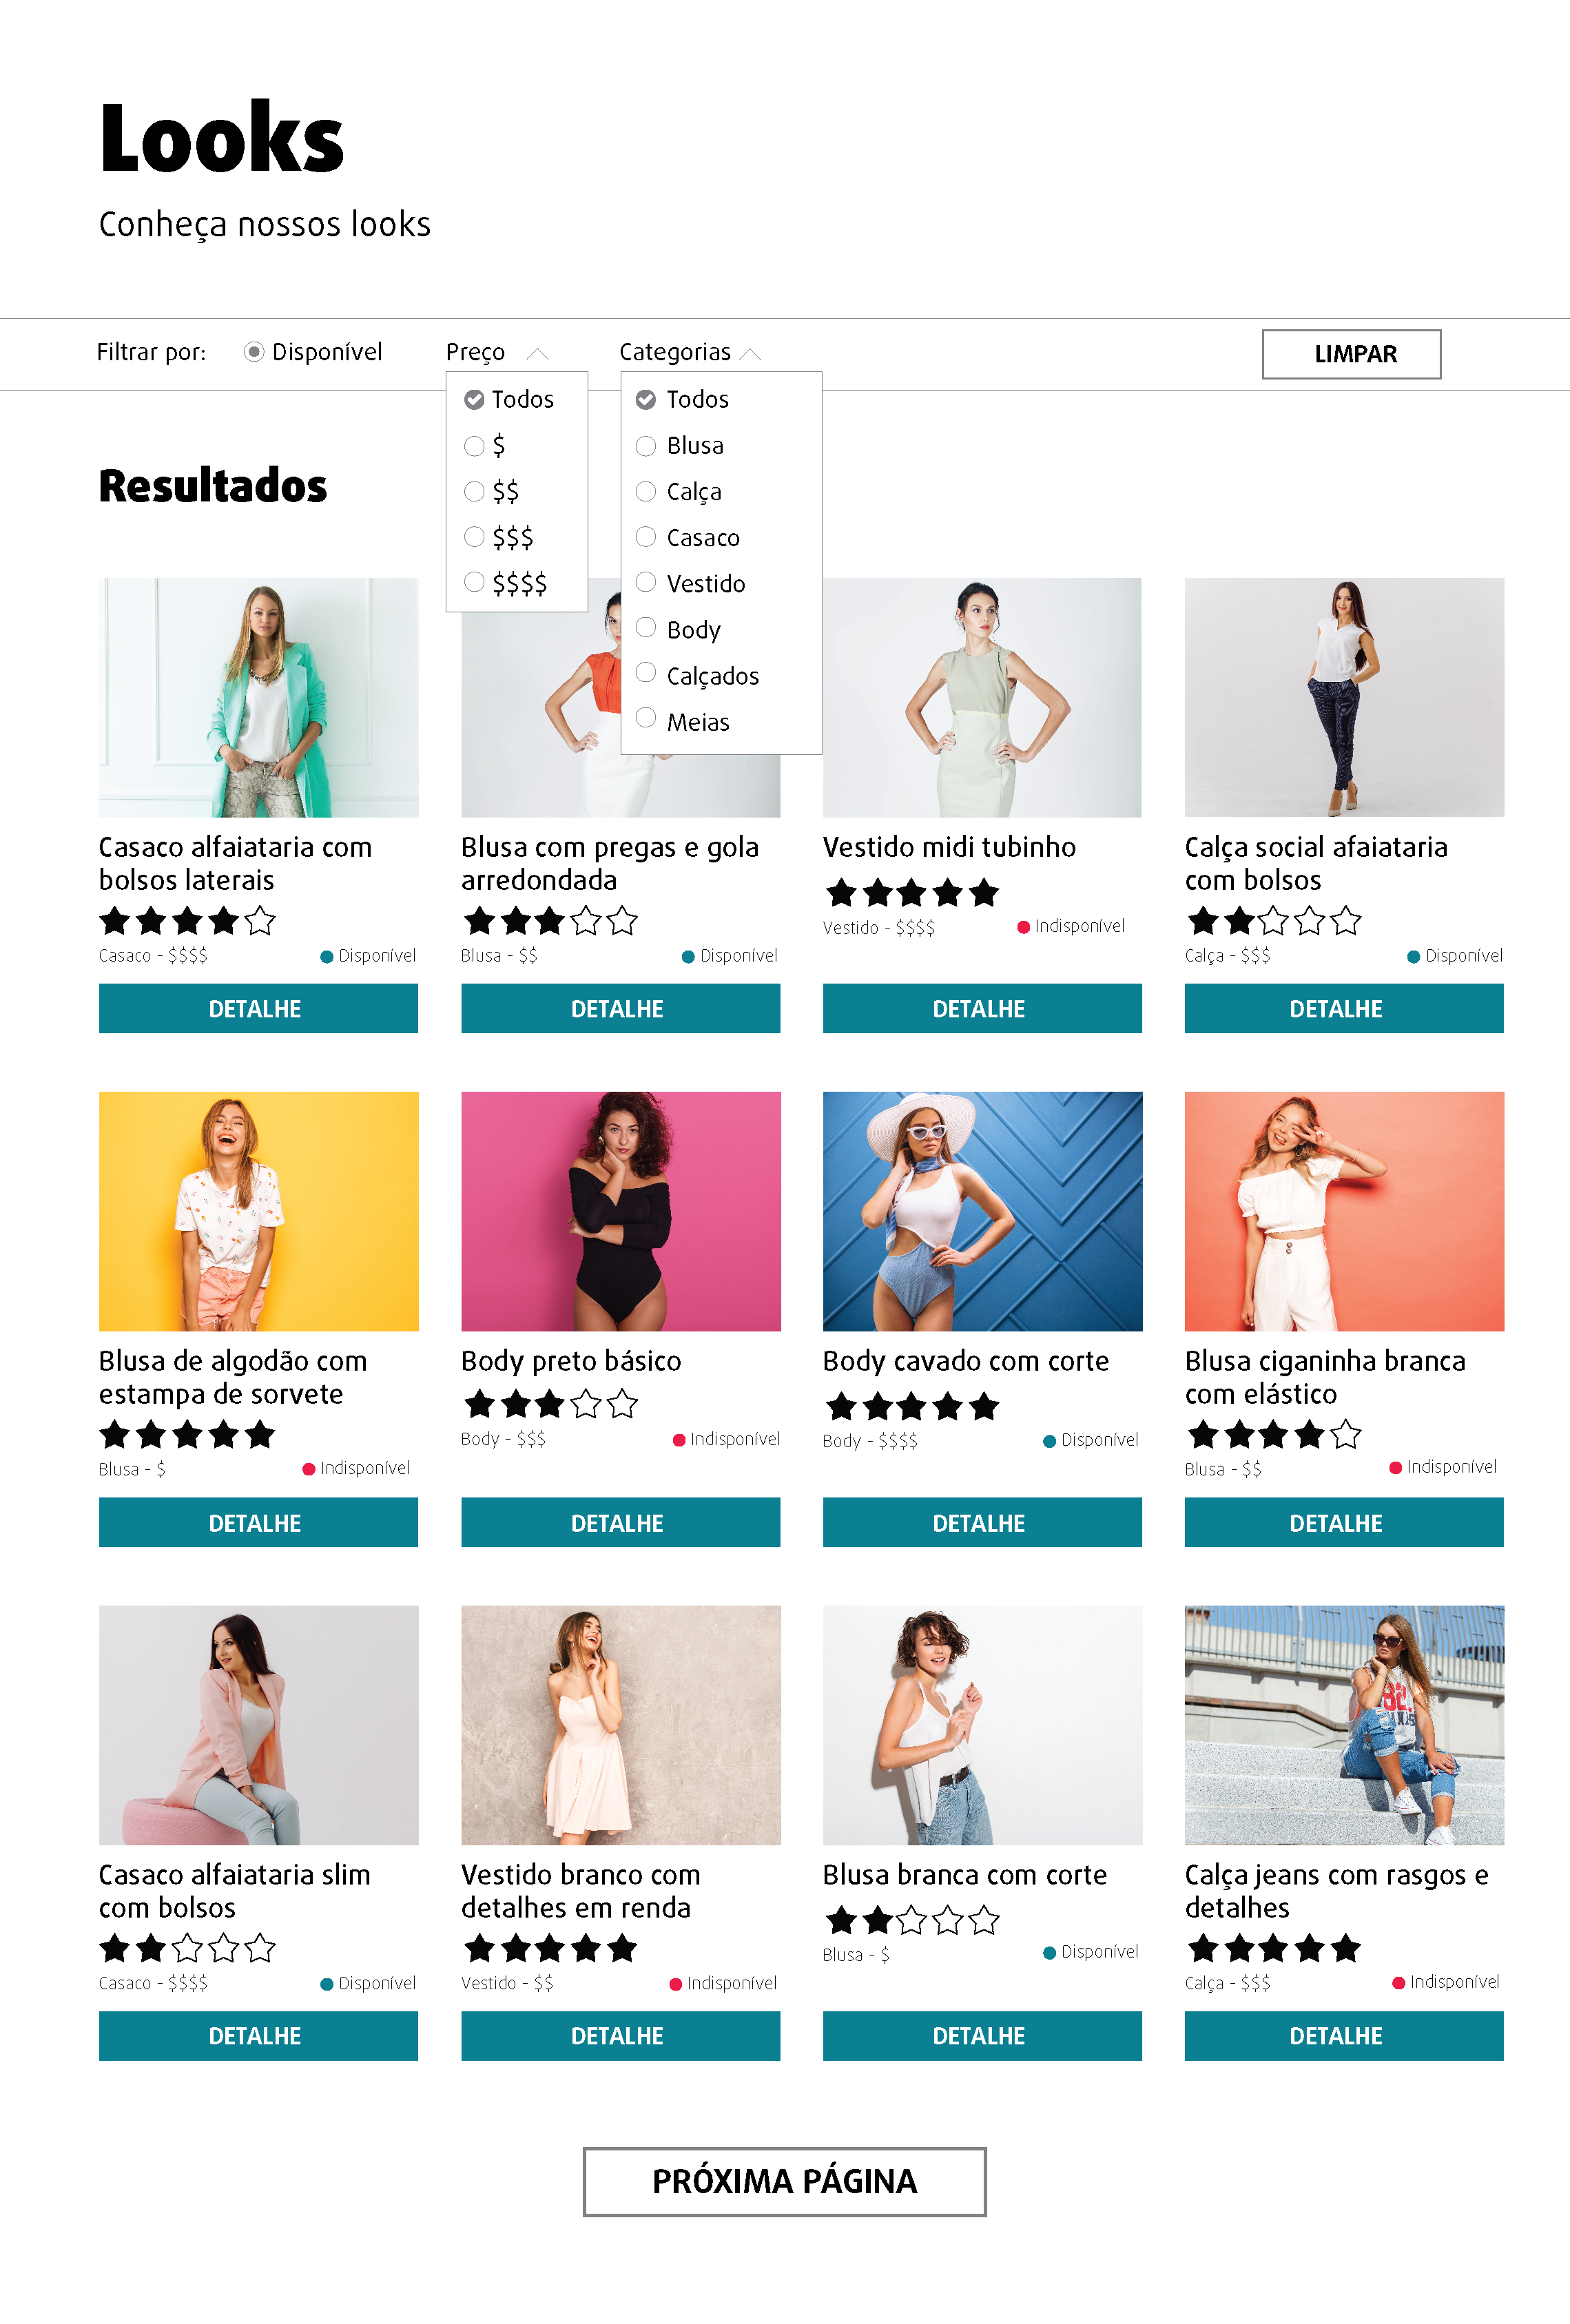 Looks
Conheça nossos looks
Filtrar por:
Disponível
Preço
Categorias
LIMPAR
Todos
$
$$
$$$
$$$$
Todos
Blusa
Calça
Casaco
Vestido
Body
Calçados
Meias
Resultados
Casaco alfaiataria com
bolsos laterais
Casaco - $$$$
Disponível
DETALHE
Blusa com pregas e gola
arredondada
Blusa - $$
Disponível
DETALHE
Vestido midi tubinho
Vestido - $$$$
Indisponível
DETALHE
Calça social afaiataria
com bolsos
Calça - $$$
Disponível
DETALHE
Blusa de algodão com
estampa de sorvete
Blusa - $
Indisponível
DETALHE
Body preto básico
Body - $$$
Indisponível
DETALHE
Body cavado com corte
Body - $$$$
Disponível
DETALHE
Blusa ciganinha branca
com elástico
Blusa - $$
Indisponível
DETALHE
Casaco alfaiataria slim
com bolsos
Casaco - $$$$
Disponível
DETALHE
Vestido branco com
detalhes em renda
Vestido - $$
Indisponível
DETALHE
Blusa branca com corte
Blusa - $
Disponível
DETALHE
Calça jeans com rasgos e
detalhes
Calça - $$$
Indisponível
DETALHE
PRÓXIMA PÁGINA